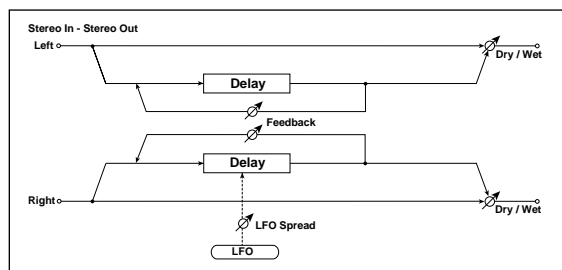 Stereo In - Stereo Out
Left
Dry / Wet
Delay
Feedback
Delay
Right
Dry / Wet
LFO Spread
LFO